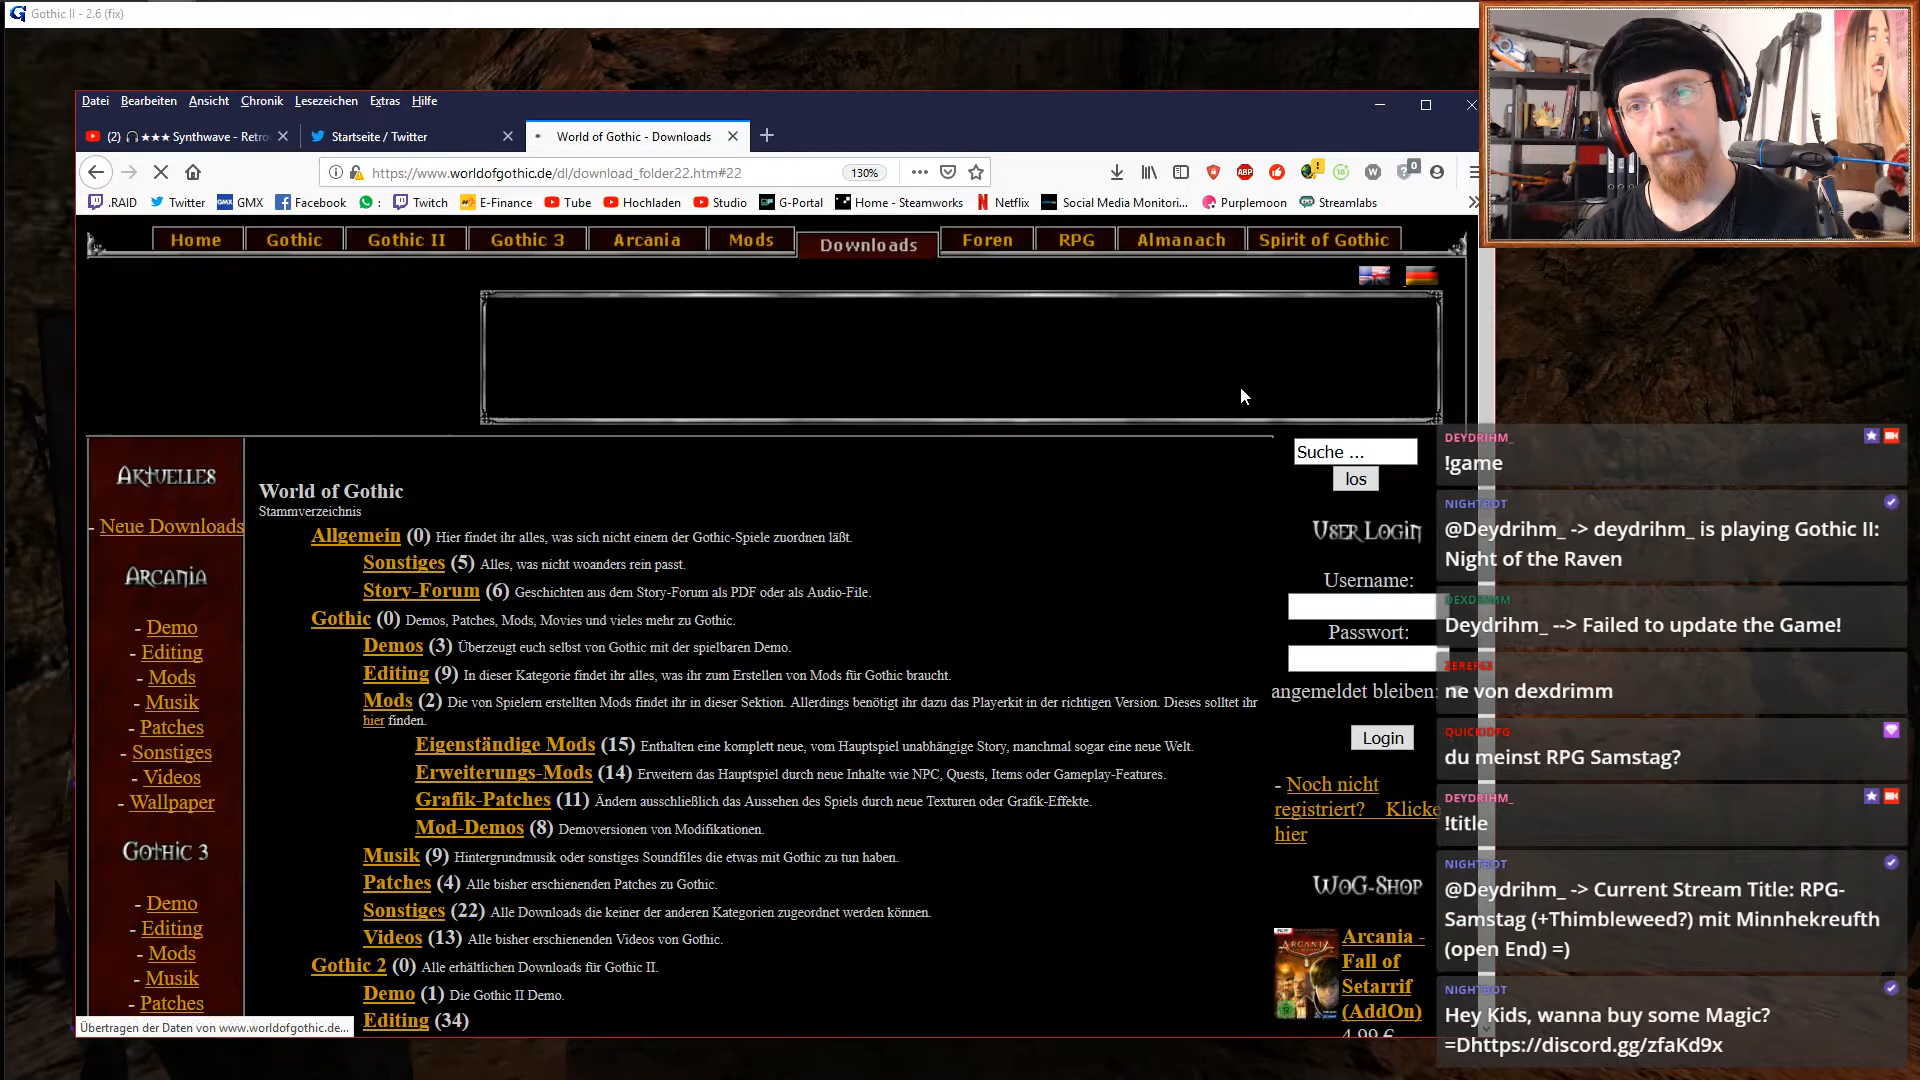 Gothic II - 2.6 (fix)
Datei Bearbeiten Ansicht Chronik Lesezeichen Extras Hilfe
(2) 🎧★★★ Synthwave - Retro
Startseite / Twitter
World of Gothic - Downloads
https://www.worldofgothic.de/dl/download_folder22.htm#22
130%
ABP
0
.RAID Twitter GMX Facebook : Twitch E-Finance Tube Hochladen Studio G-Portal Home - Steamworks Netflix Social Media Monitori... Purplemoon Streamlabs
Home Gothic Gothic II Gothic 3 Arcania Mods Downloads Foren RPG Almanach Spirit of Gothic
Aktuelles
- Neue Downloads
Arcania
- Demo
- Editing
- Mods
- Musik
- Patches
- Sonstiges
- Videos
- Wallpaper
Gothic 3
- Demo
- Editing
- Mods
- Musik
- Patches
World of Gothic
Stammverzeichnis
Allgemein (0) Hier findet ihr alles, was sich nicht einem der Gothic-Spiele zuordnen läßt.
Sonstiges (5) Alles, was nicht woanders rein passt.
Story-Forum (6) Geschichten aus dem Story-Forum als PDF oder als Audio-File.
Gothic (0) Demos, Patches, Mods, Movies und vieles mehr zu Gothic.
Demos (3) Überzeugt euch selbst von Gothic mit der spielbaren Demo.
Editing (9) In dieser Kategorie findet ihr alles, was ihr zum Erstellen von Mods für Gothic braucht.
Mods (2) Die von Spielern erstellten Mods findet ihr in dieser Sektion. Allerdings benötigt ihr dazu das Playerkit in der richtigen Version. Dieses solltet ihr
hier finden.
Eigenständige Mods (15) Enthalten eine komplett neue, vom Hauptspiel unabhängige Story, manchmal sogar eine neue Welt.
Erweiterungs-Mods (14) Erweitern das Hauptspiel durch neue Inhalte wie NPC, Quests, Items oder Gameplay-Features.
Grafik-Patches (11) Ändern ausschließlich das Aussehen des Spiels durch neue Texturen oder Grafik-Effekte.
Mod-Demos (8) Demoversionen von Modifikationen.
Musik (9) Hintergrundmusik oder sonstiges Soundfiles die etwas mit Gothic zu tun haben.
Patches (4) Alle bisher erschienenden Patches zu Gothic.
Sonstiges (22) Alle Downloads die keiner der anderen Kategorien zugeordnet werden können.
Videos (13) Alle bisher erschienenden Videos von Gothic.
Gothic 2 (0) Alle erhältlichen Downloads für Gothic II.
Demo (1) Die Gothic II Demo.
Editing (34)
Übertragen der Daten von www.worldofgothic.de...
Suche ...
los
User Login
Username:
Passwort:
angemeldet bleiben:
Login
- Noch nicht
registriert? Klicke
hier
WoG-Shop
Arcania -
Fall of
Setarrif
(AddOn)
4,99 €
DEYDRIHM_
!game
NIGHTBOT
@Deydrihm_ -> deydrihm_ is playing Gothic II:
Night of the Raven
DEXDRIMM
Deydrihm_ --> Failed to update the Game!
ne von dexdrimm
QUICKIDFG
du meinst RPG Samstag?
DEYDRIHM_
!title
NIGHTBOT
@Deydrihm_ -> Current Stream Title: RPG-
Samstag (+Thimbleweed?) mit Minnhekreufth
(open End) =)
NIGHTBOT
Hey Kids, wanna buy some Magic?
=Dhttps://discord.gg/zfaKd9x